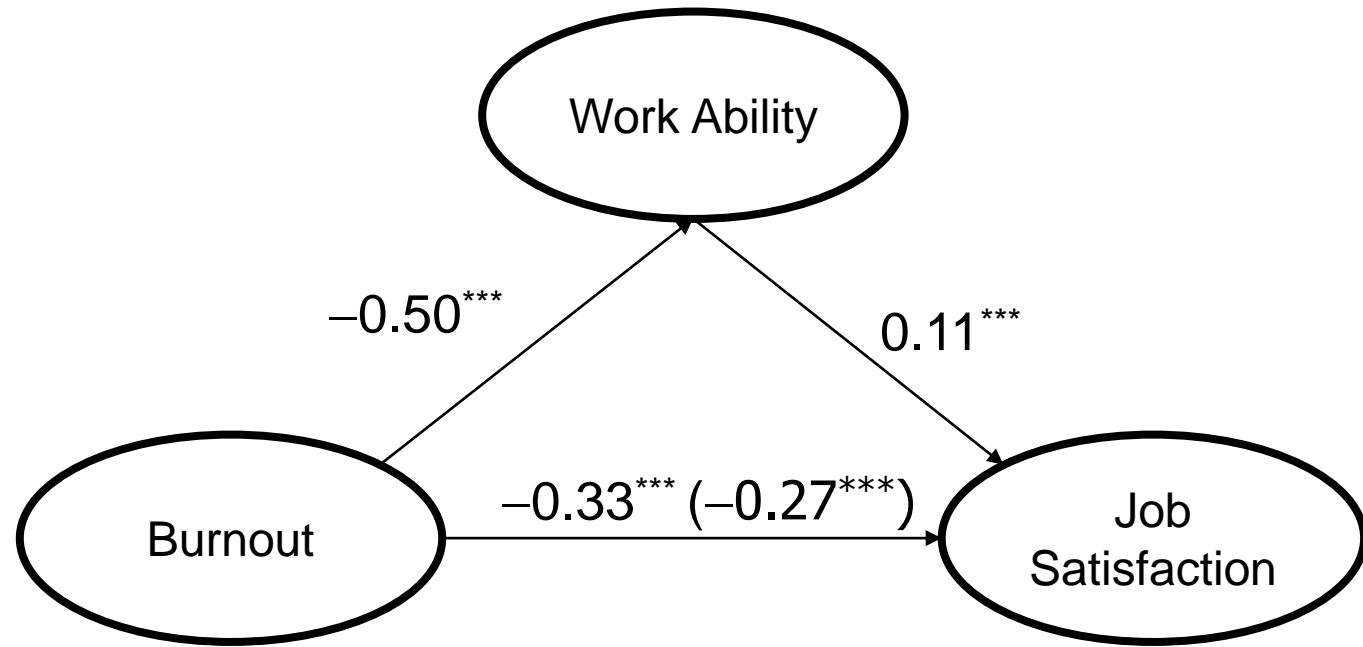 Work Ability
−0.50***
0.11***
−0.33*** (−0.27***)
Burnout
Job
Satisfaction